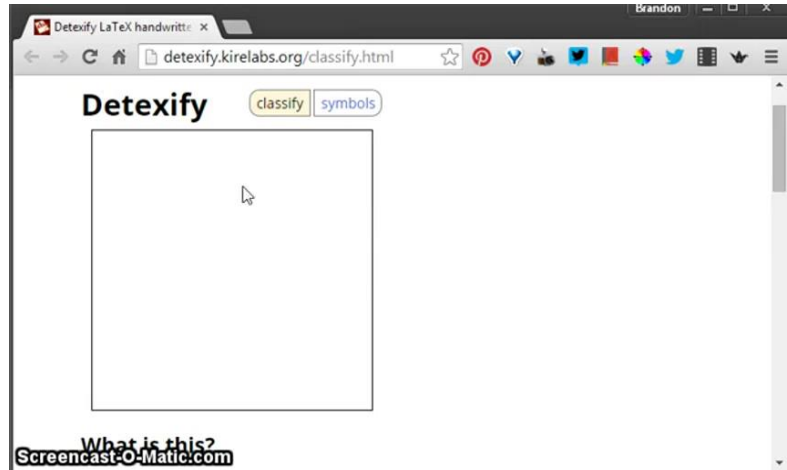 Brandon
Detexify LaTeX handwritte
detexify.kirelabs.org/classify.html
Detexify
classify symbols
What is this?
Screencast-O-Matic.com